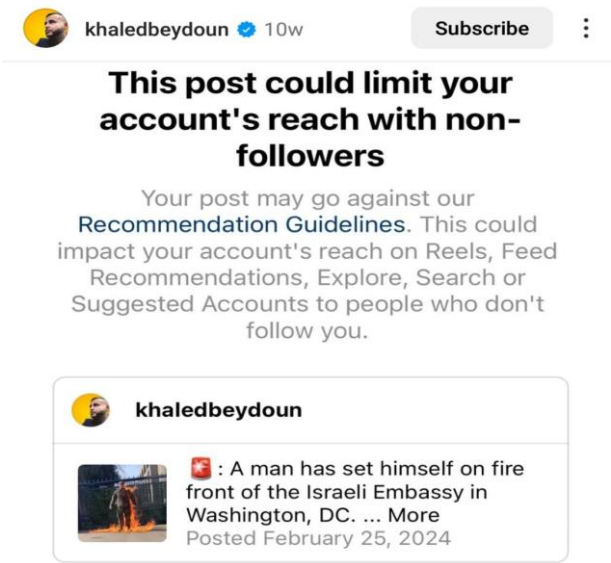 khaledbeydoun 10w Subscribe
This post could limit your
account's reach with non-
followers
Your post may go against our
Recommendation Guidelines. This could
impact your account's reach on Reels, Feed
Recommendations, Explore, Search or
Suggested Accounts to people who don't
follow you.
khaledbeydoun
🚨 : A man has set himself on fire
front of the Israeli Embassy in
Washington, DC. ... More
Posted February 25, 2024